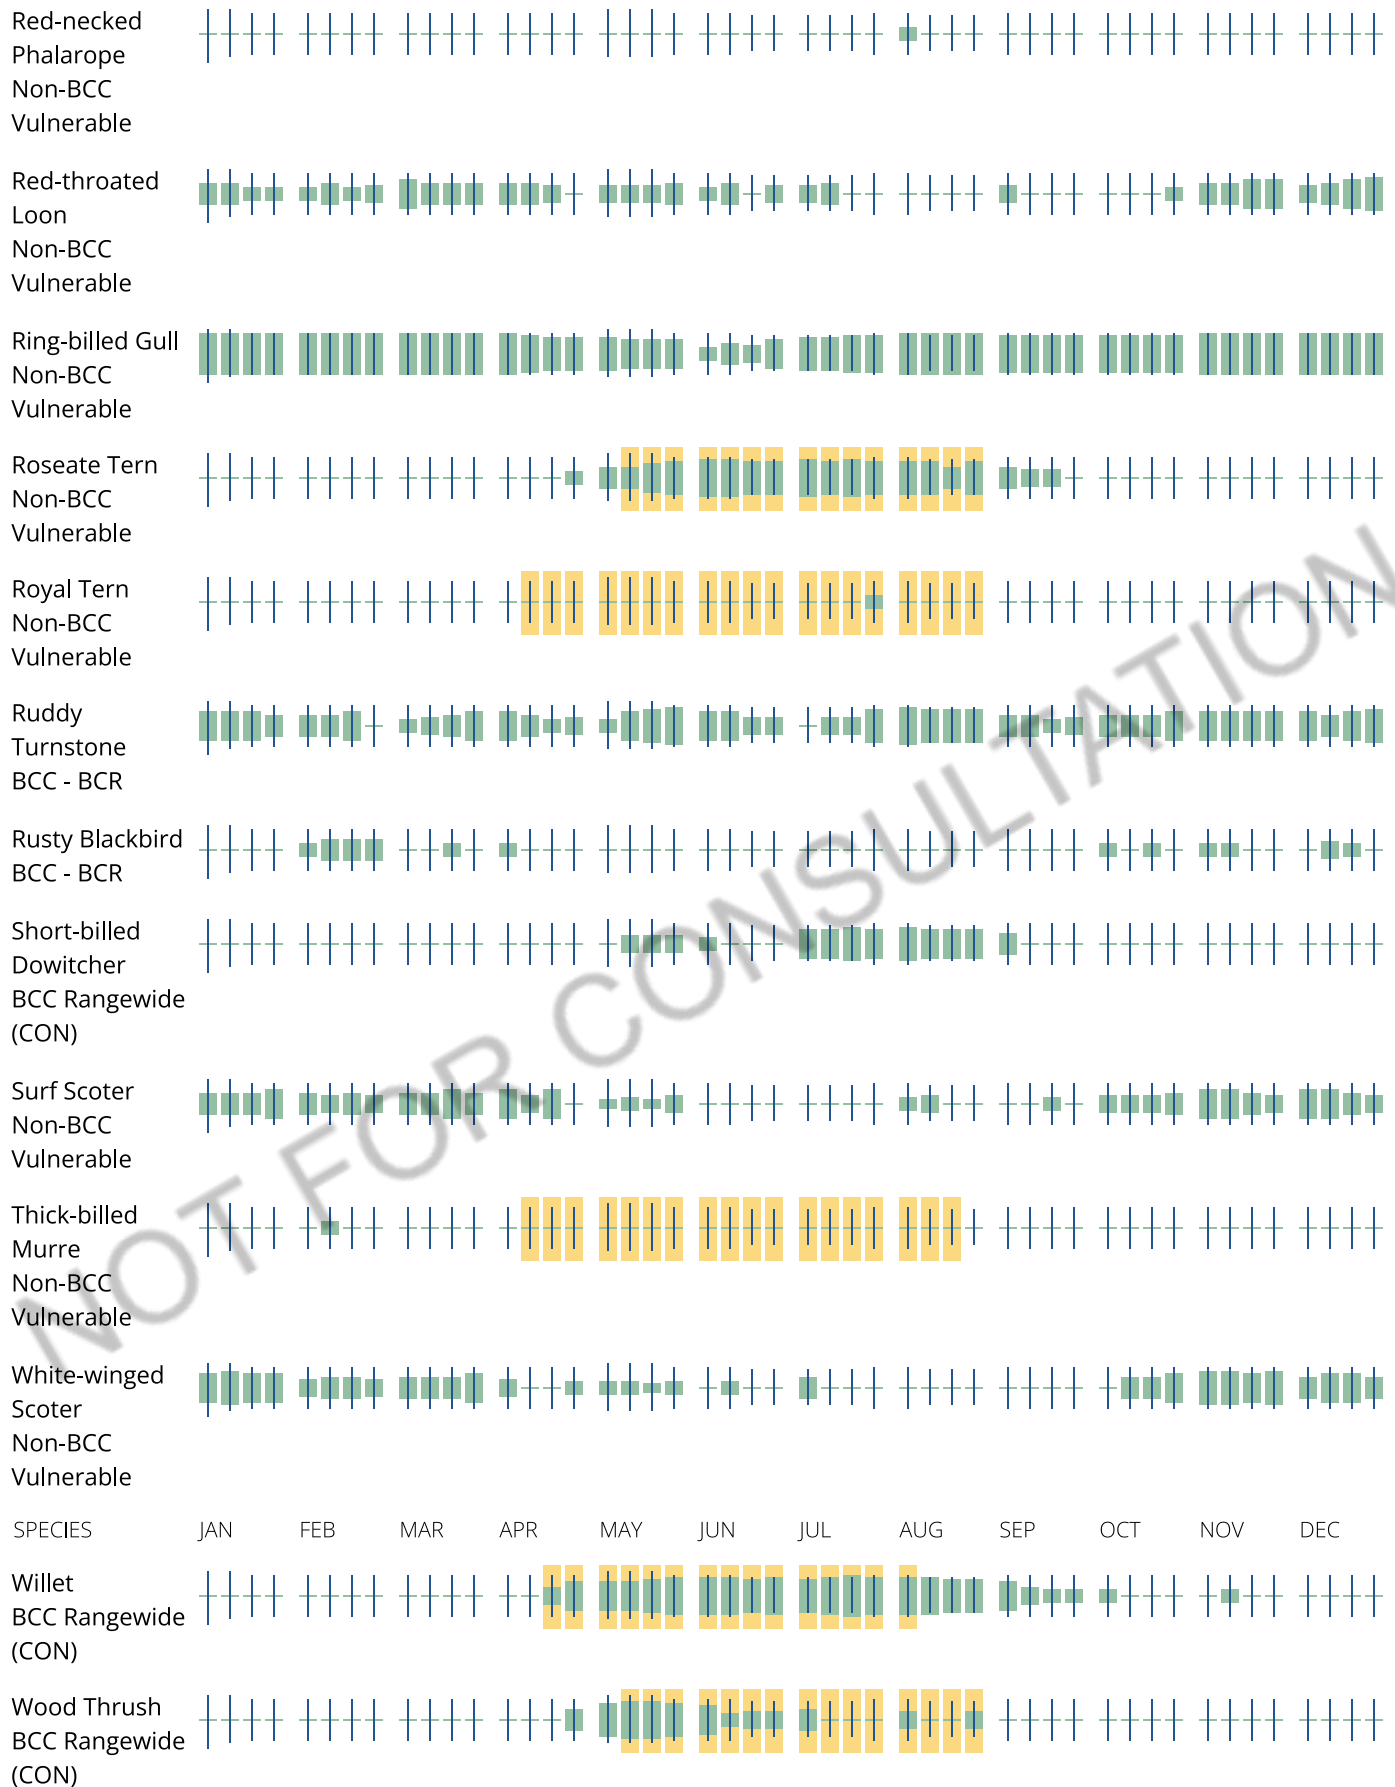 Red-necked
Phalarope
Non-BCC
Vulnerable
Red-throated
Loon
Non-BCC
Vulnerable
Ring-billed Gull
Non-BCC
Vulnerable
Roseate Tern
Non-BCC
Vulnerable
Royal Tern
Non-BCC
Vulnerable
Ruddy
Turnstone
BCC - BCR
Rusty Blackbird
BCC - BCR
Short-billed
Dowitcher
BCC Rangewide
(CON)
Surf Scoter
Non-BCC
Vulnerable
Thick-billed
Murre
Non-BCC
Vulnerable
White-winged
Scoter
Non-BCC
Vulnerable
SPECIES JAN FEB MAR APR MAY JUN JUL AUG SEP OCT NOV DEC
Willet
BCC Rangewide
(CON)
Wood Thrush
BCC Rangewide
(CON)
NOT FOR CONSULTATION